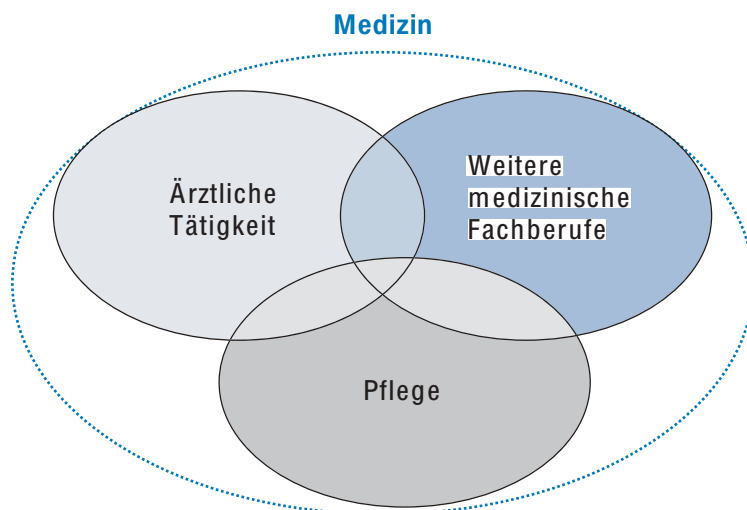 Medizin
Ärztliche
Tätigkeit
Weitere
medizinische
Fachberufe
Pflege